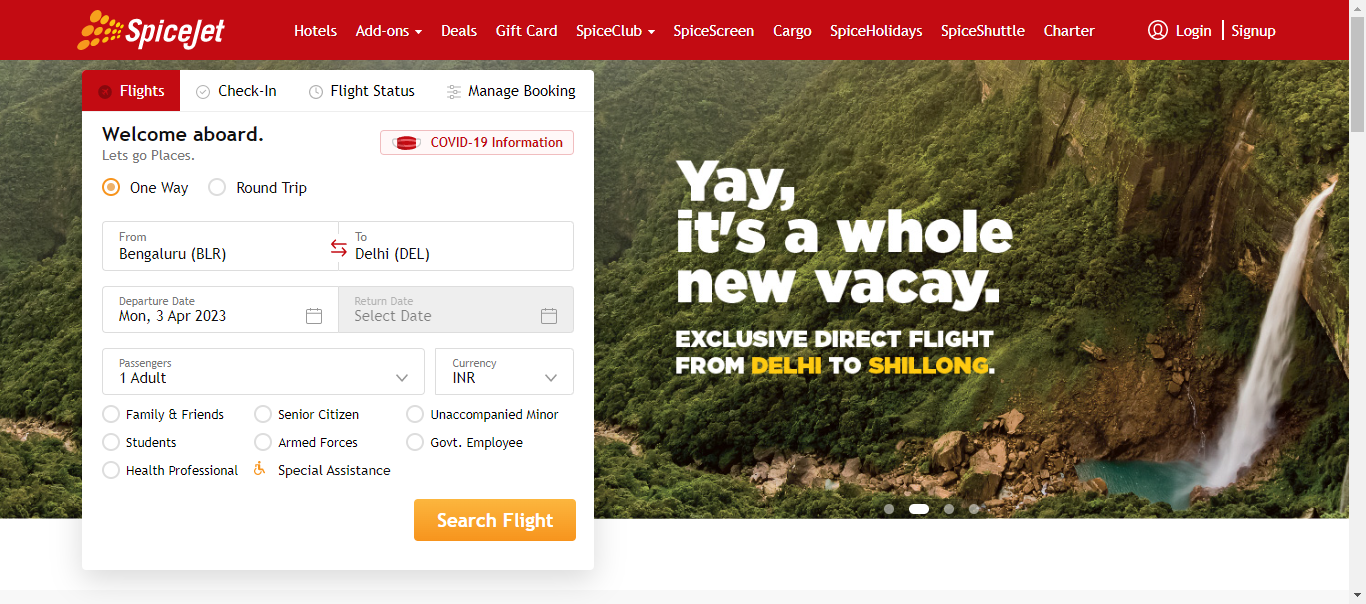 SpiceJet
Hotels Add-ons Deals Gift Card SpiceClub SpiceScreen Cargo SpiceHolidays SpiceShuttle Charter Login Signup
Flights Check-In Flight Status Manage Booking
Welcome aboard.
Lets go Places.
COVID-19 Information
One Way Round Trip
From
Bengaluru (BLR)
To
Delhi (DEL)
Departure Date
Mon, 3 Apr 2023
Return Date
Select Date
Passengers
1 Adult
Currency
INR
Family & Friends Senior Citizen Unaccompanied Minor
Students Armed Forces Govt. Employee
Health Professional Special Assistance
Search Flight
Yay,
it's a whole
new vacay.
EXCLUSIVE DIRECT FLIGHT
FROM DELHI TO SHILLONG.